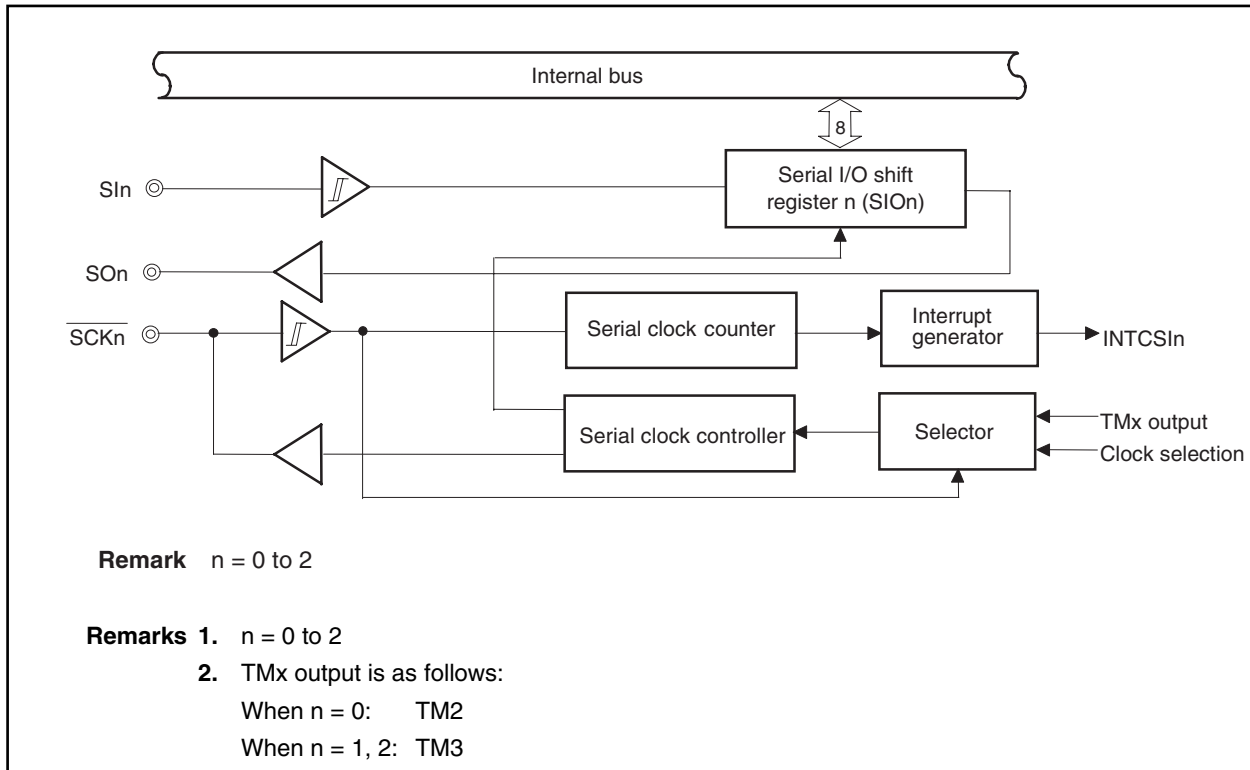 Internal bus
8
SIn
Serial I/O shift
register n (SIOn)
SOn
SCKn
Serial clock counter
Interrupt
generator
INTCSIn
Serial clock controller
Selector
TMx output
Clock selection
Remark n = 0 to 2
Remarks 1. n = 0 to 2
2. TMx output is as follows:
When n = 0: TM2
When n = 1, 2: TM3